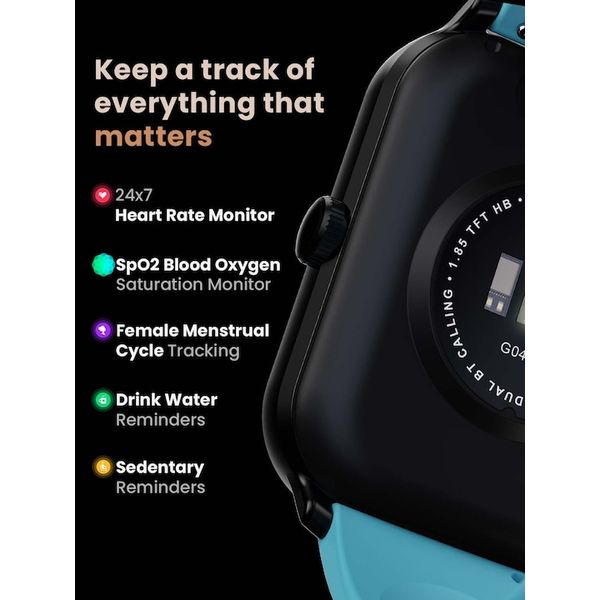 Keep a track of
everything that
matters
24x7
Heart Rate Monitor
SpO2 Blood Oxygen
Saturation Monitor
Female Menstrual
Cycle Tracking
Drink Water
Reminders
Sedentary
Reminders
DUAL BT CALLING • 1.85 TFT HB •
G04